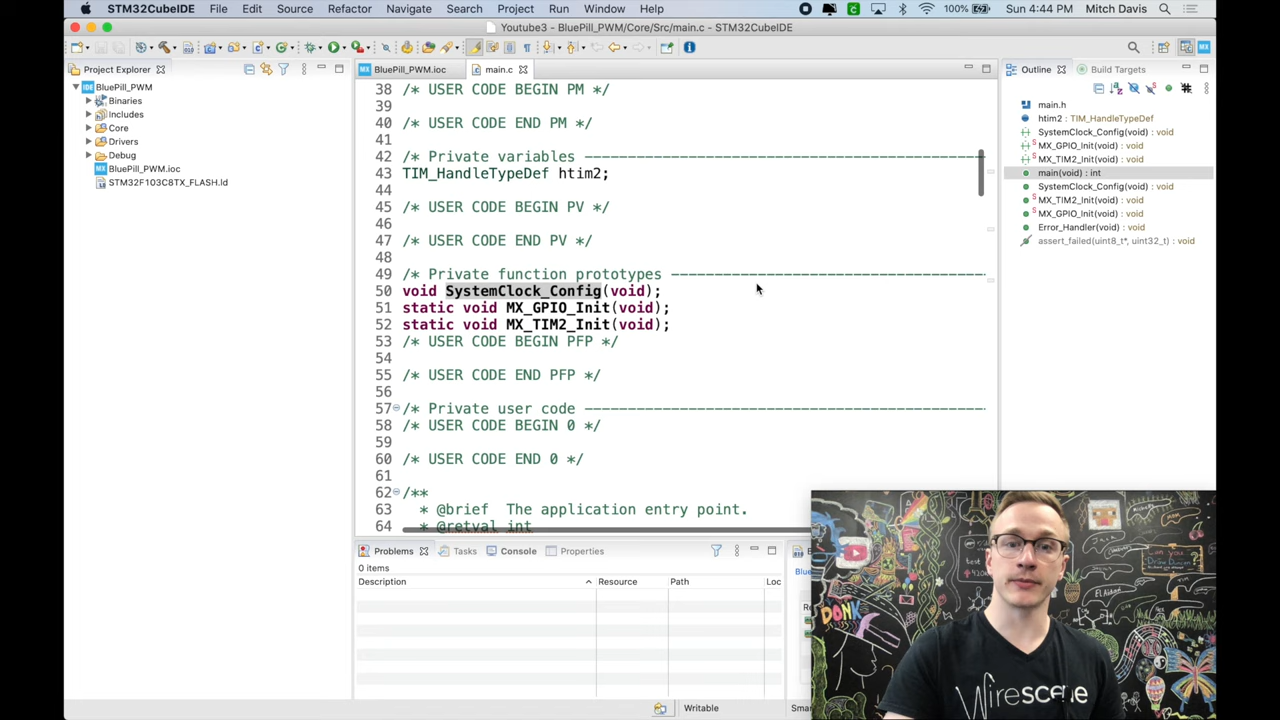 STM32CubeIDE File Edit Source Refactor Navigate Search Project Run Window Help 100% Sun 4:44 PM Mitch Davis
Youtube3 - BluePill_PWM/Core/Src/main.c - STM32CubeIDE
Project Explorer
BluePill_PWM
Binaries
Includes
Core
Drivers
Debug
BluePill_PWM.ioc
STM32F103C8TX_FLASH.ld
BluePill_PWM.ioc main.c
38 /* USER CODE BEGIN PM */
39
40 /* USER CODE END PM */
41
42 /* Private variables ---------------------------------------------------------
43 TIM_HandleTypeDef htim2;
44
45 /* USER CODE BEGIN PV */
46
47 /* USER CODE END PV */
48
49 /* Private function prototypes -----------------------------------------------
50 void SystemClock_Config(void);
51 static void MX_GPIO_Init(void);
52 static void MX_TIM2_Init(void);
53 /* USER CODE BEGIN PFP */
54
55 /* USER CODE END PFP */
56
57 /* Private user code ---------------------------------------------------------
58 /* USER CODE BEGIN 0 */
59
60 /* USER CODE END 0 */
61
62 /**
63 * @brief The application entry point.
64 * @retval int
Outline Build Targets
main.h
htim2 : TIM_HandleTypeDef
SystemClock_Config(void) : void
MX_GPIO_Init(void) : void
MX_TIM2_Init(void) : void
main(void) : int
SystemClock_Config(void) : void
MX_TIM2_Init(void) : void
MX_GPIO_Init(void) : void
Error_Handler(void) : void
assert_failed(uint8_t*, uint32_t) : void
Problems Tasks Console Properties
0 items
Description Resource Path Loc
Blue
Re
Writable Smar
DONK
Wirescene